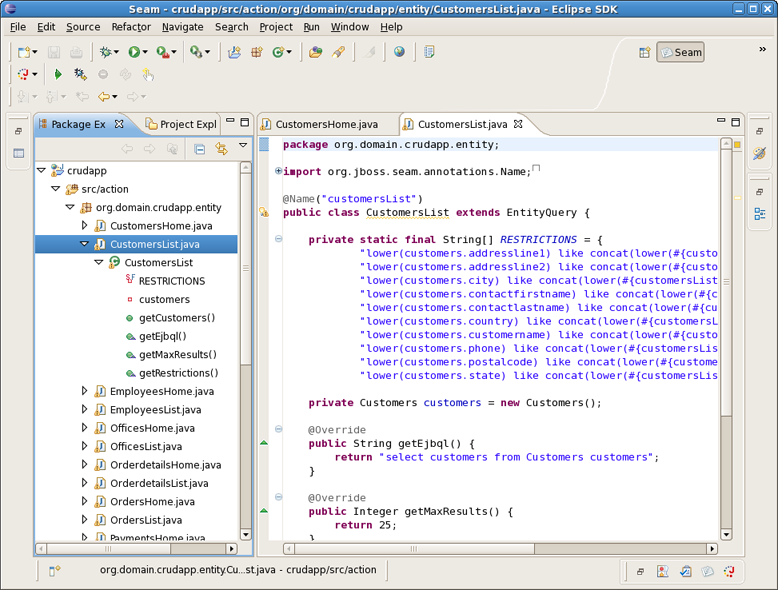 Seam - crudapp/src/action/org/domain/crudapp/entity/CustomersList.java - Eclipse SDK
File Edit Source Refactor Navigate Search Project Run Window Help
Seam
»
Package Ex
Project Expl
crudapp
src/action
org.domain.crudapp.entity
CustomersHome.java
CustomersList.java
CustomersList
RESTRICTIONS
customers
getCustomers()
getEjbql()
getMaxResults()
getRestrictions()
EmployeesHome.java
EmployeesList.java
OfficesHome.java
OfficesList.java
OrderdetailsHome.java
OrderdetailsList.java
OrdersHome.java
OrdersList.java
PaymentsHome.java
CustomersHome.java
CustomersList.java
package org.domain.crudapp.entity;
import org.jboss.seam.annotations.Name;
@Name("customersList")
public class CustomersList extends EntityQuery {
private static final String[] RESTRICTIONS = {
"lower(customers.addressline1) like concat(lower(#{custo
"lower(customers.addressline2) like concat(lower(#{custo
"lower(customers.city) like concat(lower(#{customersList
"lower(customers.contactfirstname) like concat(lower(#{c
"lower(customers.contactlastname) like concat(lower(#{cu
"lower(customers.country) like concat(lower(#{customersL
"lower(customers.customername) like concat(lower(#{custo
"lower(customers.phone) like concat(lower(#{customersLis
"lower(customers.postalcode) like concat(lower(#{custome
"lower(customers.state) like concat(lower(#{customersLis
private Customers customers = new Customers();
@Override
public String getEjbql() {
return "select customers from Customers customers";
}
@Override
public Integer getMaxResults() {
return 25;
}
org.domain.crudapp.entity.Cu...st.java - crudapp/src/action